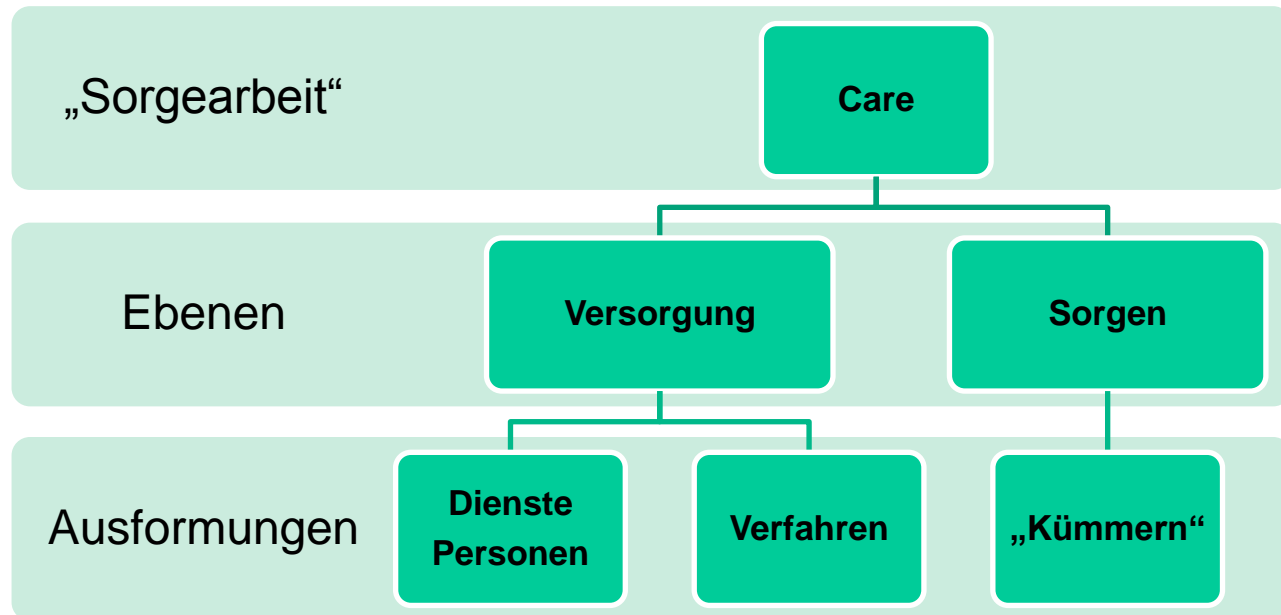 „Sorgearbeit“
Care
Ebenen
Versorgung
Sorgen
Ausformungen
Dienste
Personen
Verfahren
„Kümmern“